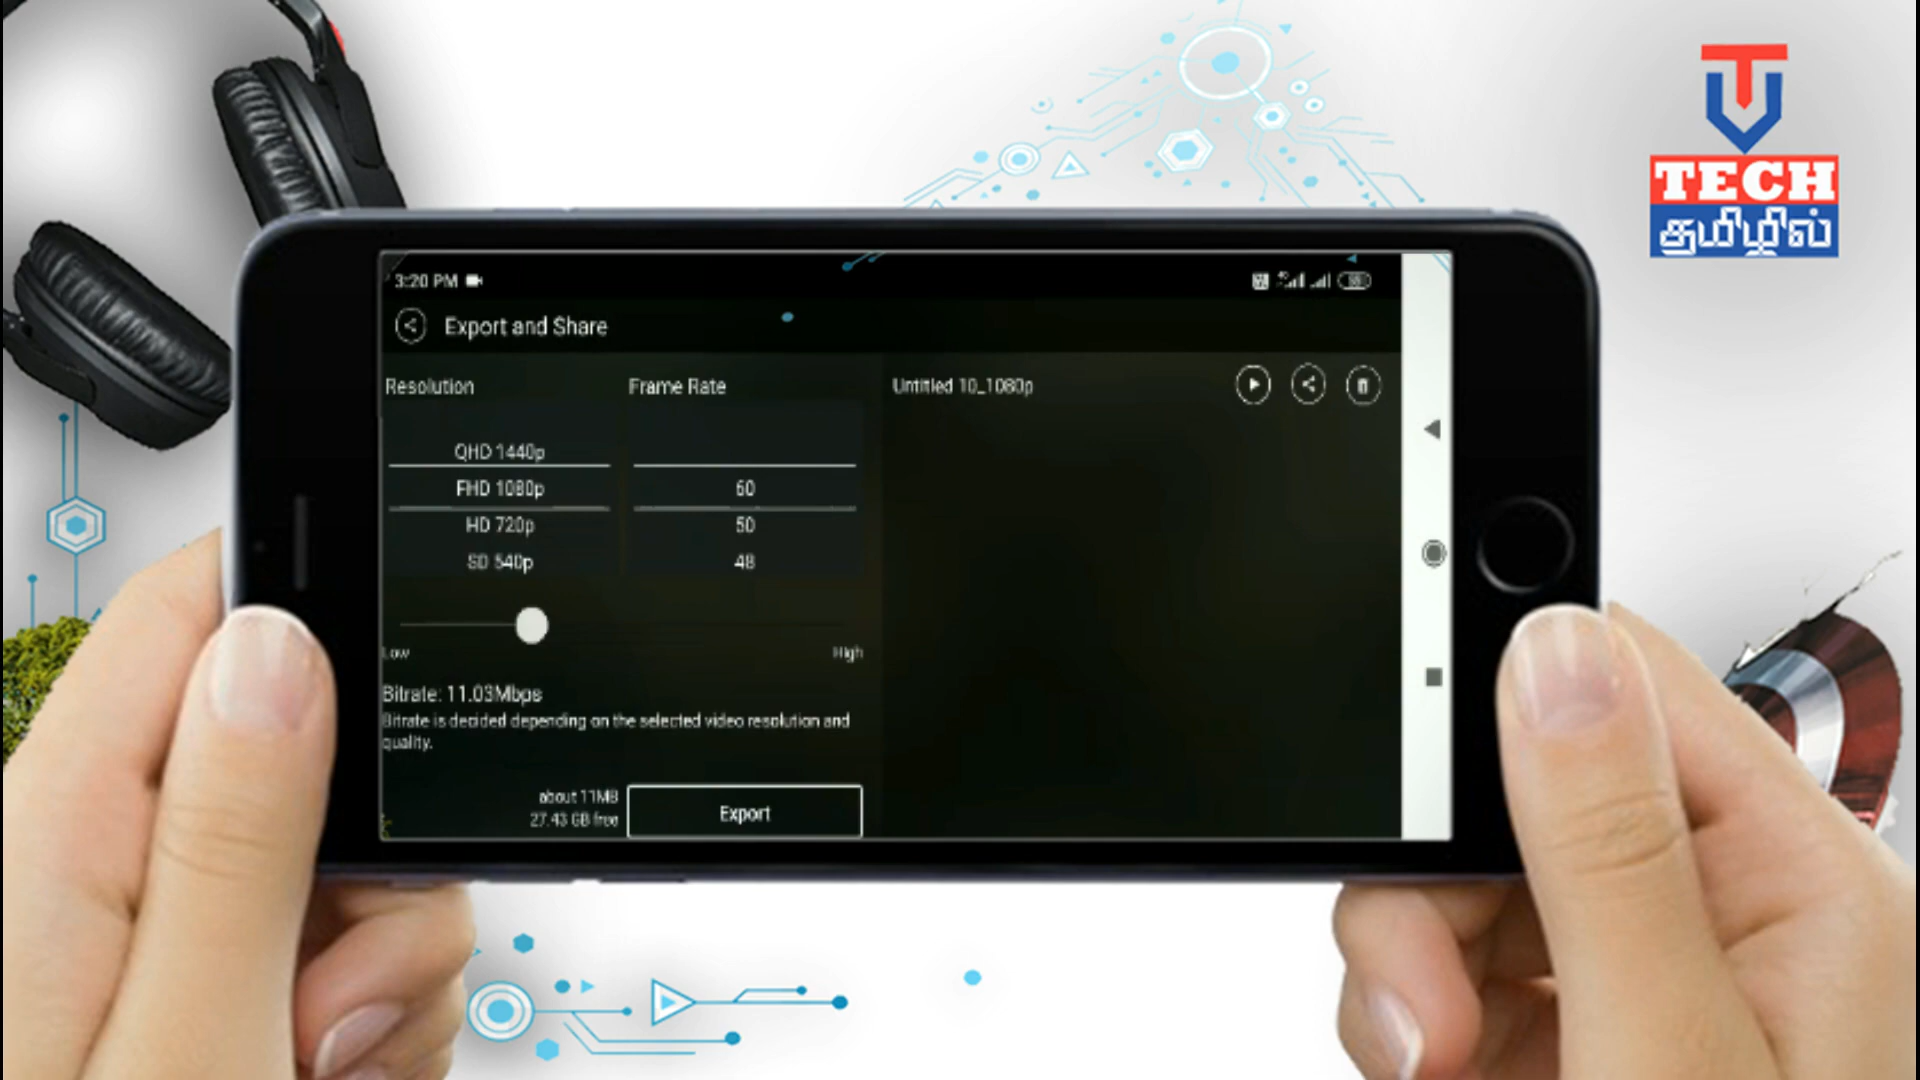 TECH
தமிழில்
3:20 PM
Export and Share
Resolution
Frame Rate
Untitled 10_1080p
QHD 1440p
FHD 1080p
60
HD 720p
50
SD 540p
48
Low
High
Bitrate: 11.03Mbps
Bitrate is decided depending on the selected video resolution and
quality.
about 11MB
27.43 GB free
Export